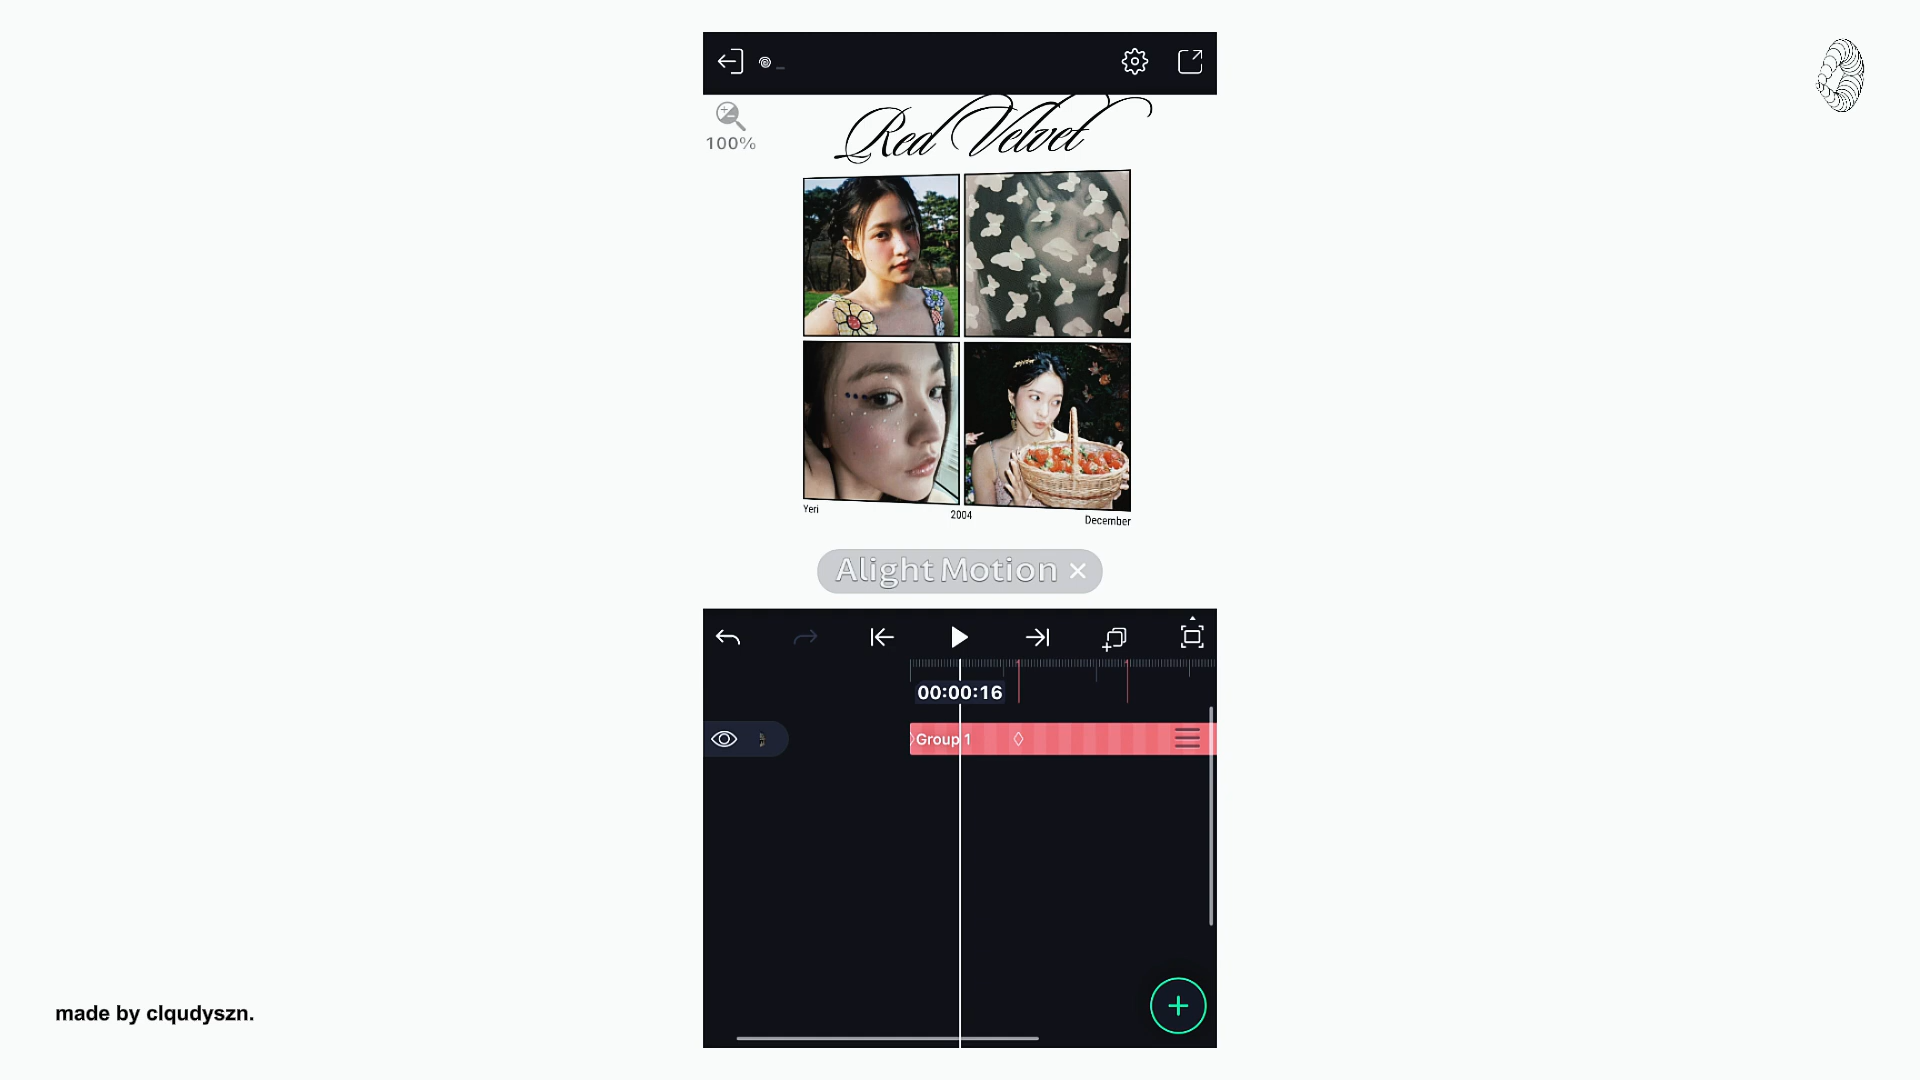 100%
Red Velvet
Yeri
2004
December
Alight Motion ×
00:00:16
Group 1
made by clqudyszn.